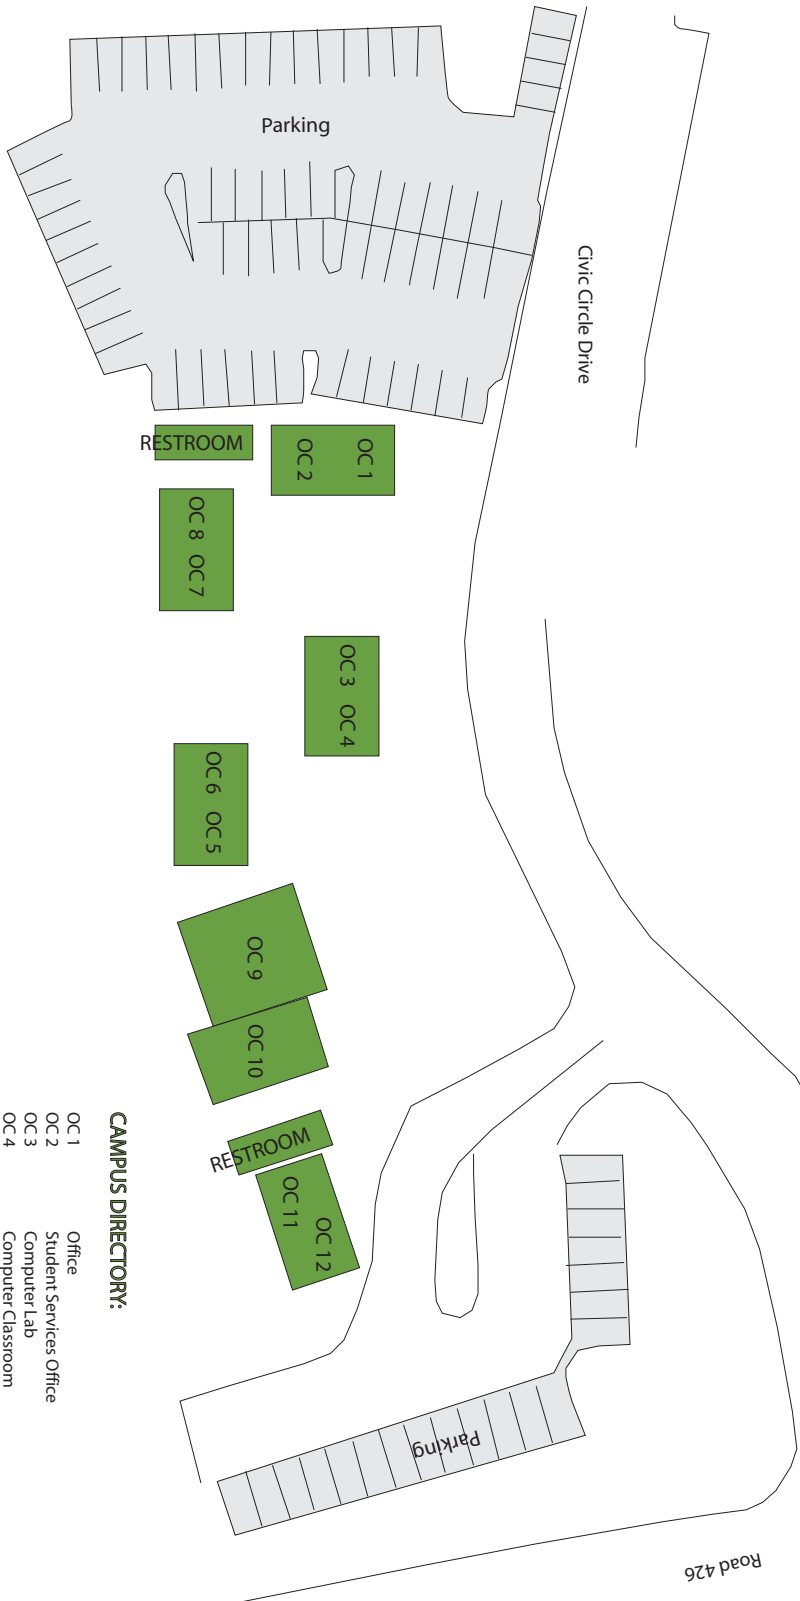 Parking
Civic Circle Drive
RESTROOM
OC 1
OC 2
OC 8 OC 7
OC 3 OC 4
OC 6 OC 5
OC 9
OC 10
RESTROOM
OC 11
OC 12
Parking
Road 426
CAMPUS DIRECTORY:
OC 1 Office
OC 2 Student Services Office
OC 3 Computer Lab
OC 4 Computer Classroom